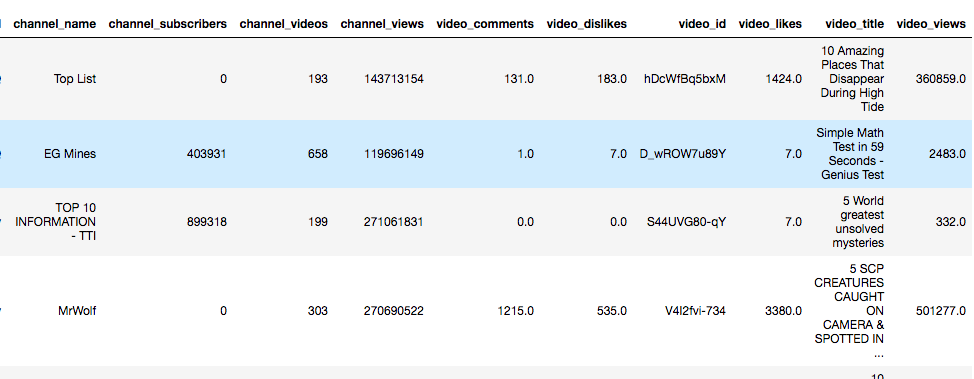 channel_name channel_subscribers channel_videos channel_views video_comments video_dislikes video_id video_likes video_title video_views
Top List 0 193 143713154 131.0 183.0 hDcWfBq5bxM 1424.0 10 Amazing 360859.0
Places That
Disappear
During High
Tide
EG Mines 403931 658 119696149 1.0 7.0 D_wROW7u89Y 7.0 Simple Math 2483.0
Test in 59
Seconds -
Genius Test
TOP 10 899318 199 271061831 0.0 0.0 S44UVG80-qY 7.0 5 World 332.0
INFORMATION greatest
- TTI unsolved
mysteries
MrWolf 0 303 270690522 1215.0 535.0 V4l2fvi-734 3380.0 5 SCP 501277.0
CREATURES
CAUGHT
ON
CAMERA &
SPOTTED IN
...
10